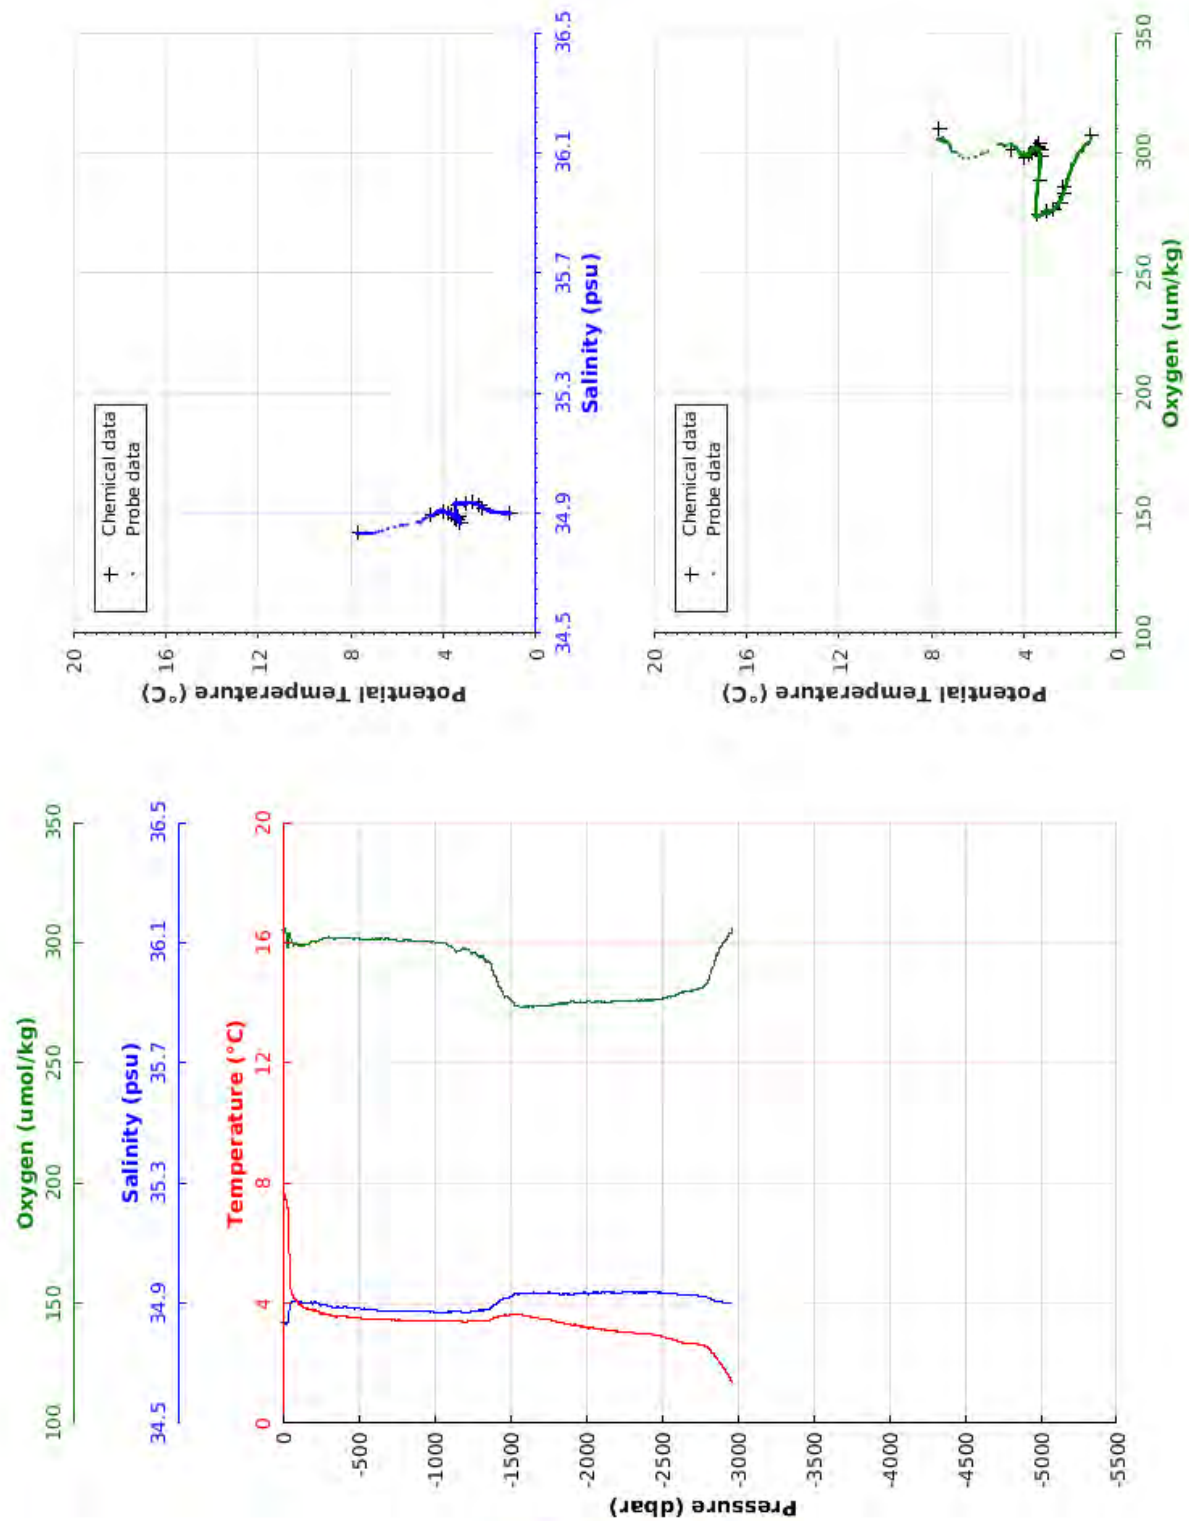 Oxygen (umol/kg)
100 150 200 250 300 350
Salinity (psu)
34.5 34.9 35.3 35.7 36.1 36.5
Temperature (°C)
0 4 8 12 16 20
0
-500
-1000
-1500
-2000
-2500
-3000
-3500
-4000
-4500
-5000
-5500
Pressure (dbar)
20
16
12
8
4
0
Potential Temperature (°C)
+ Chemical data
. Probe data
34.5 34.9 35.3 35.7 36.1 36.5
Salinity (psu)
20
16
12
8
4
0
Potential Temperature (°C)
+ Chemical data
. Probe data
100 150 200 250 300 350
Oxygen (um/kg)